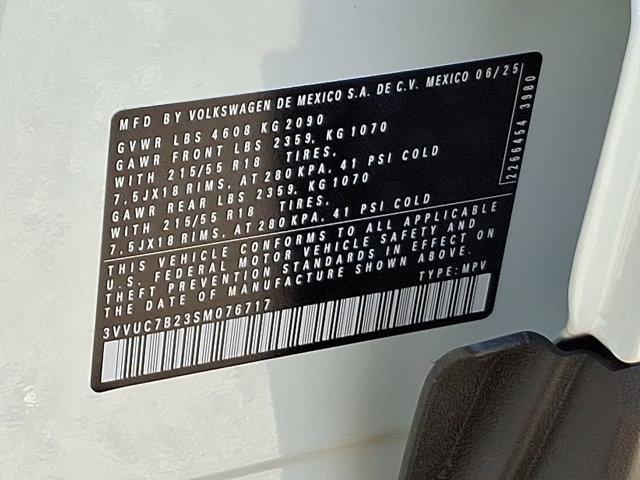 MFD BY VOLKSWAGEN DE MEXICO S.A. DE C.V. MEXICO 06/25
GVWR LBS 4608 KG 2090
GAWR FRONT LBS 2359, KG 1070
WITH 215/55 R18 TIRES,
7,5JX18 RIMS, AT 280 KPA, 41 PSI COLD
GAWR REAR LBS 2359, KG 1070
WITH 215/55 R18 TIRES,
7,5JX18 RIMS, AT 280 KPA, 41 PSI COLD
THIS VEHICLE CONFORMS TO ALL APPLICABLE
U.S. FEDERAL MOTOR VEHICLE SAFETY AND
THEFT PREVENTION STANDARDS IN EFFECT ON
THE DATE OF MANUFACTURE SHOWN ABOVE.
3VVUC7B23SM076717 TYPE: MPV
2266454 3980